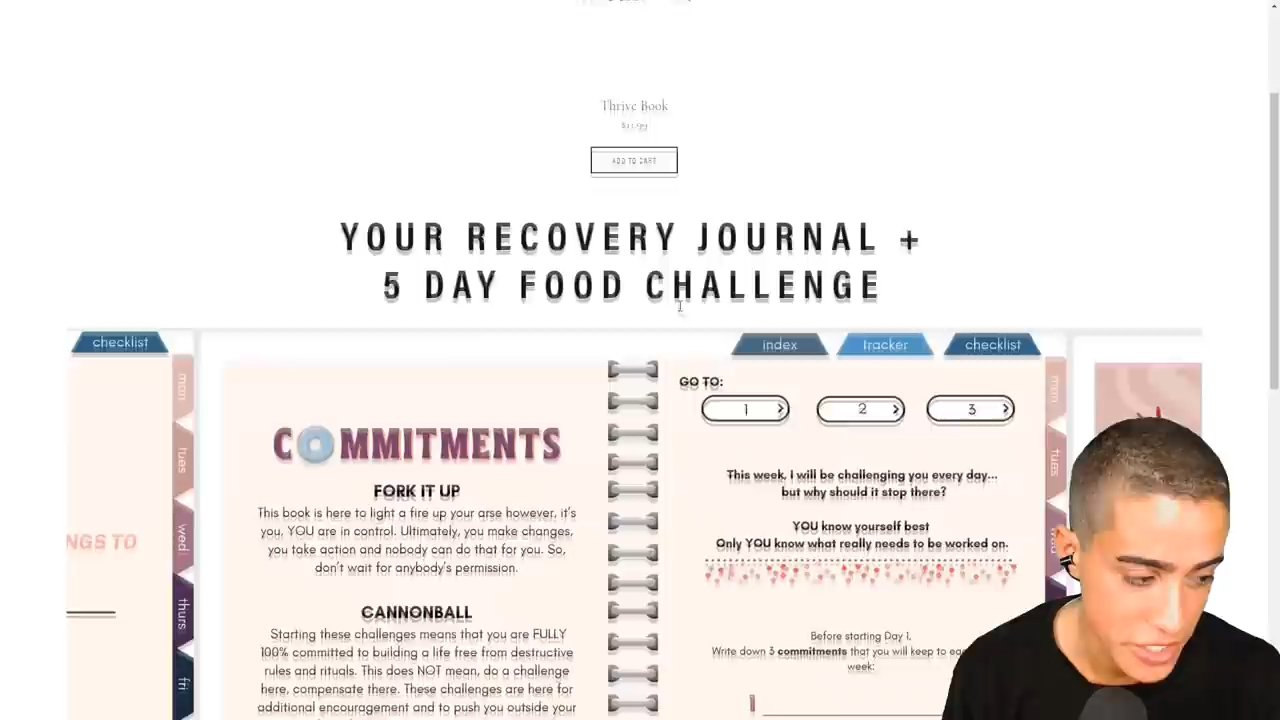 Thrive Book
$11.99
ADD TO CART
YOUR RECOVERY JOURNAL +
5 DAY FOOD CHALLENGE
checklist
index
tracker
checklist
mon
tues
wed
thurs
fri
NGS TO
COMMITMENTS
FORK IT UP
This book is here to light a fire up your arse however, it's
you, YOU are in control. Ultimately, you make changes,
you take action and nobody can do that for you. So,
don't wait for anybody's permission.
CANNONBALL
Starting these challenges means that you are FULLY
100% committed to building a life free from destructive
rules and rituals. This does NOT mean, do a challenge
here, compensate there. These challenges are here for
additional encouragement and to push you outside your
GO TO:
1
2
3
This week, I will be challenging you every day...
but why should it stop there?
YOU know yourself best
Only YOU know what really needs to be worked on.
Before starting Day 1,
Write down 3 commitments that you will keep to
week:
mon
tues